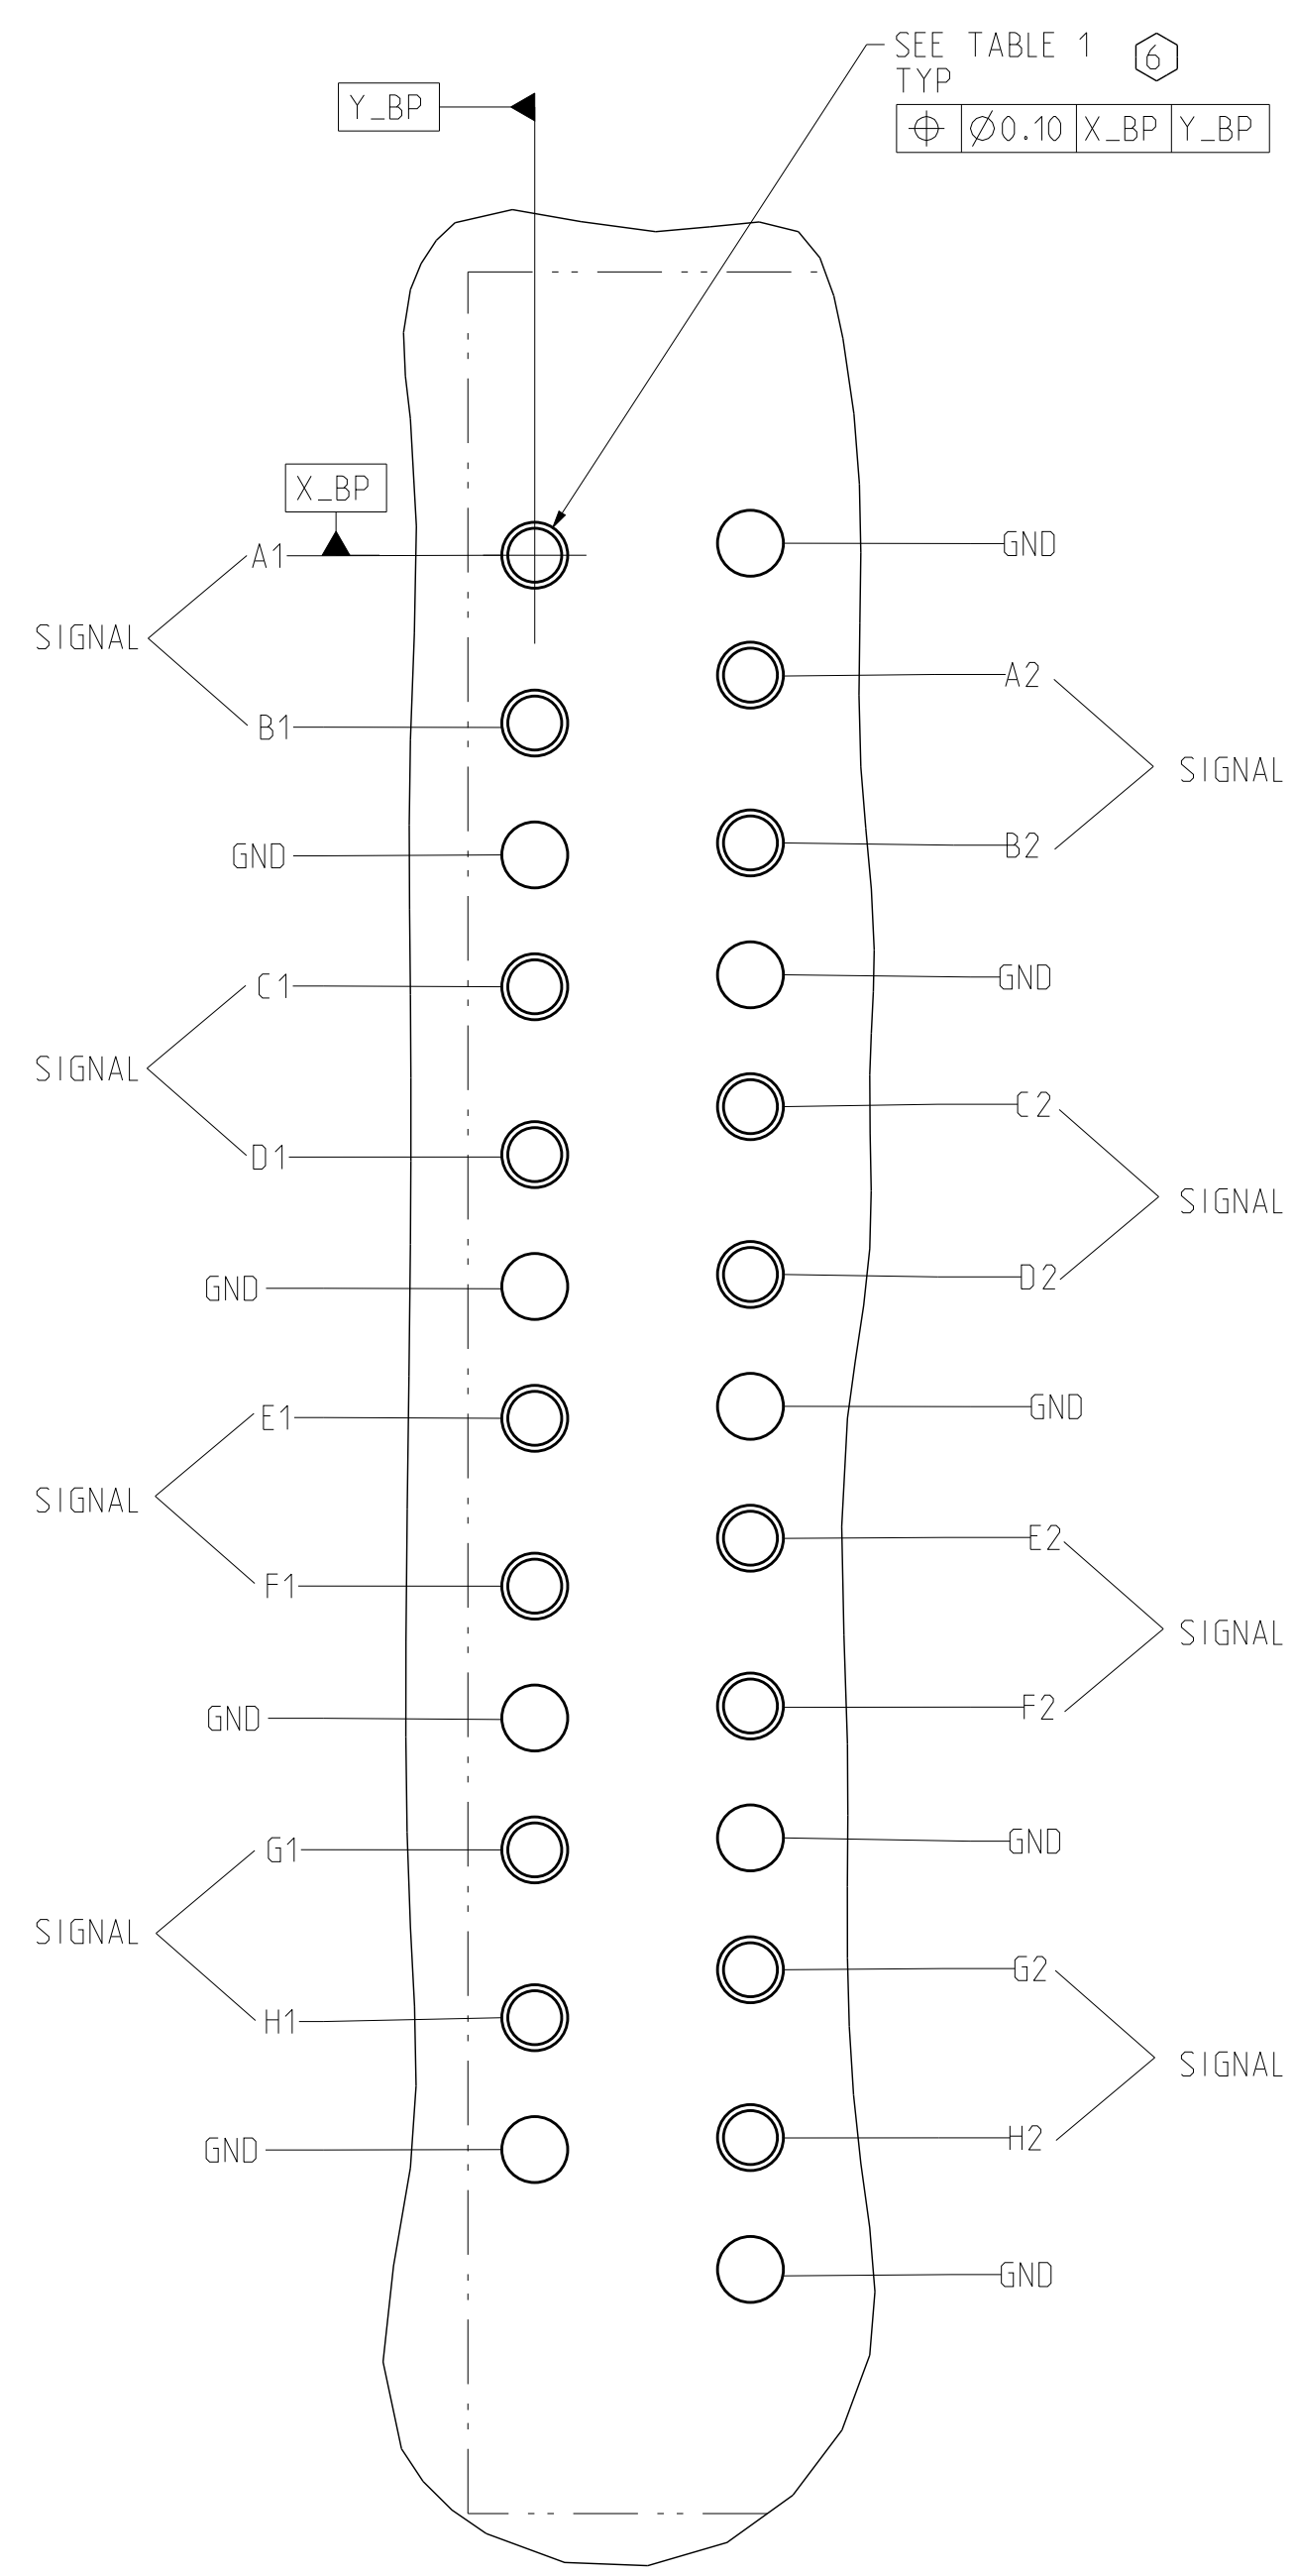 SEE TABLE 1 6
TYP
⌖ Ø0.10 X_BP Y_BP
Y_BP
X_BP
A1
GND
SIGNAL
A2
B1
SIGNAL
B2
GND
C1
GND
SIGNAL
C2
D1
SIGNAL
GND
D2
E1
GND
SIGNAL
E2
F1
SIGNAL
GND
F2
G1
GND
SIGNAL
G2
H1
SIGNAL
GND
H2
GND